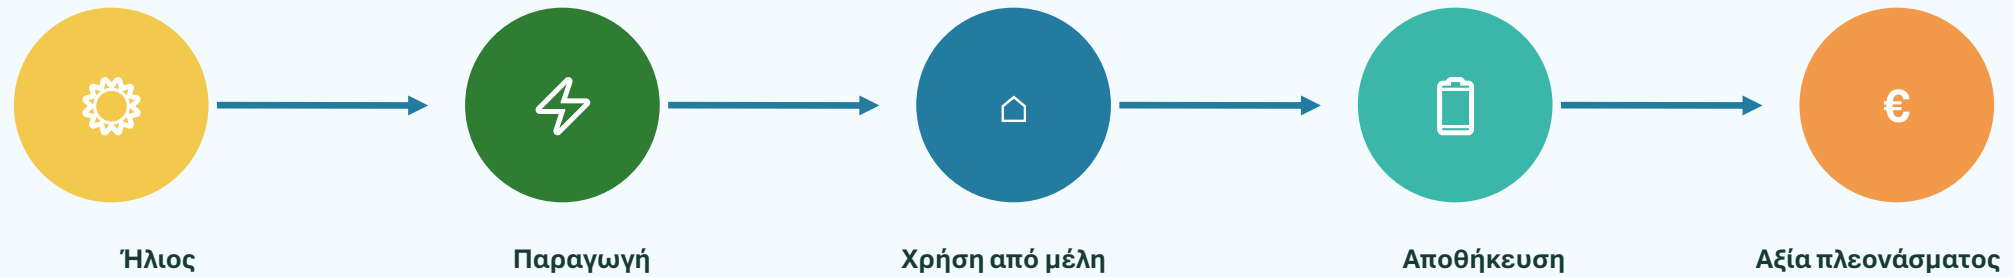 €
Ήλιος
Παραγωγή
Χρήση από μέλη
Αποθήκευση
Αξία πλεονάσματος